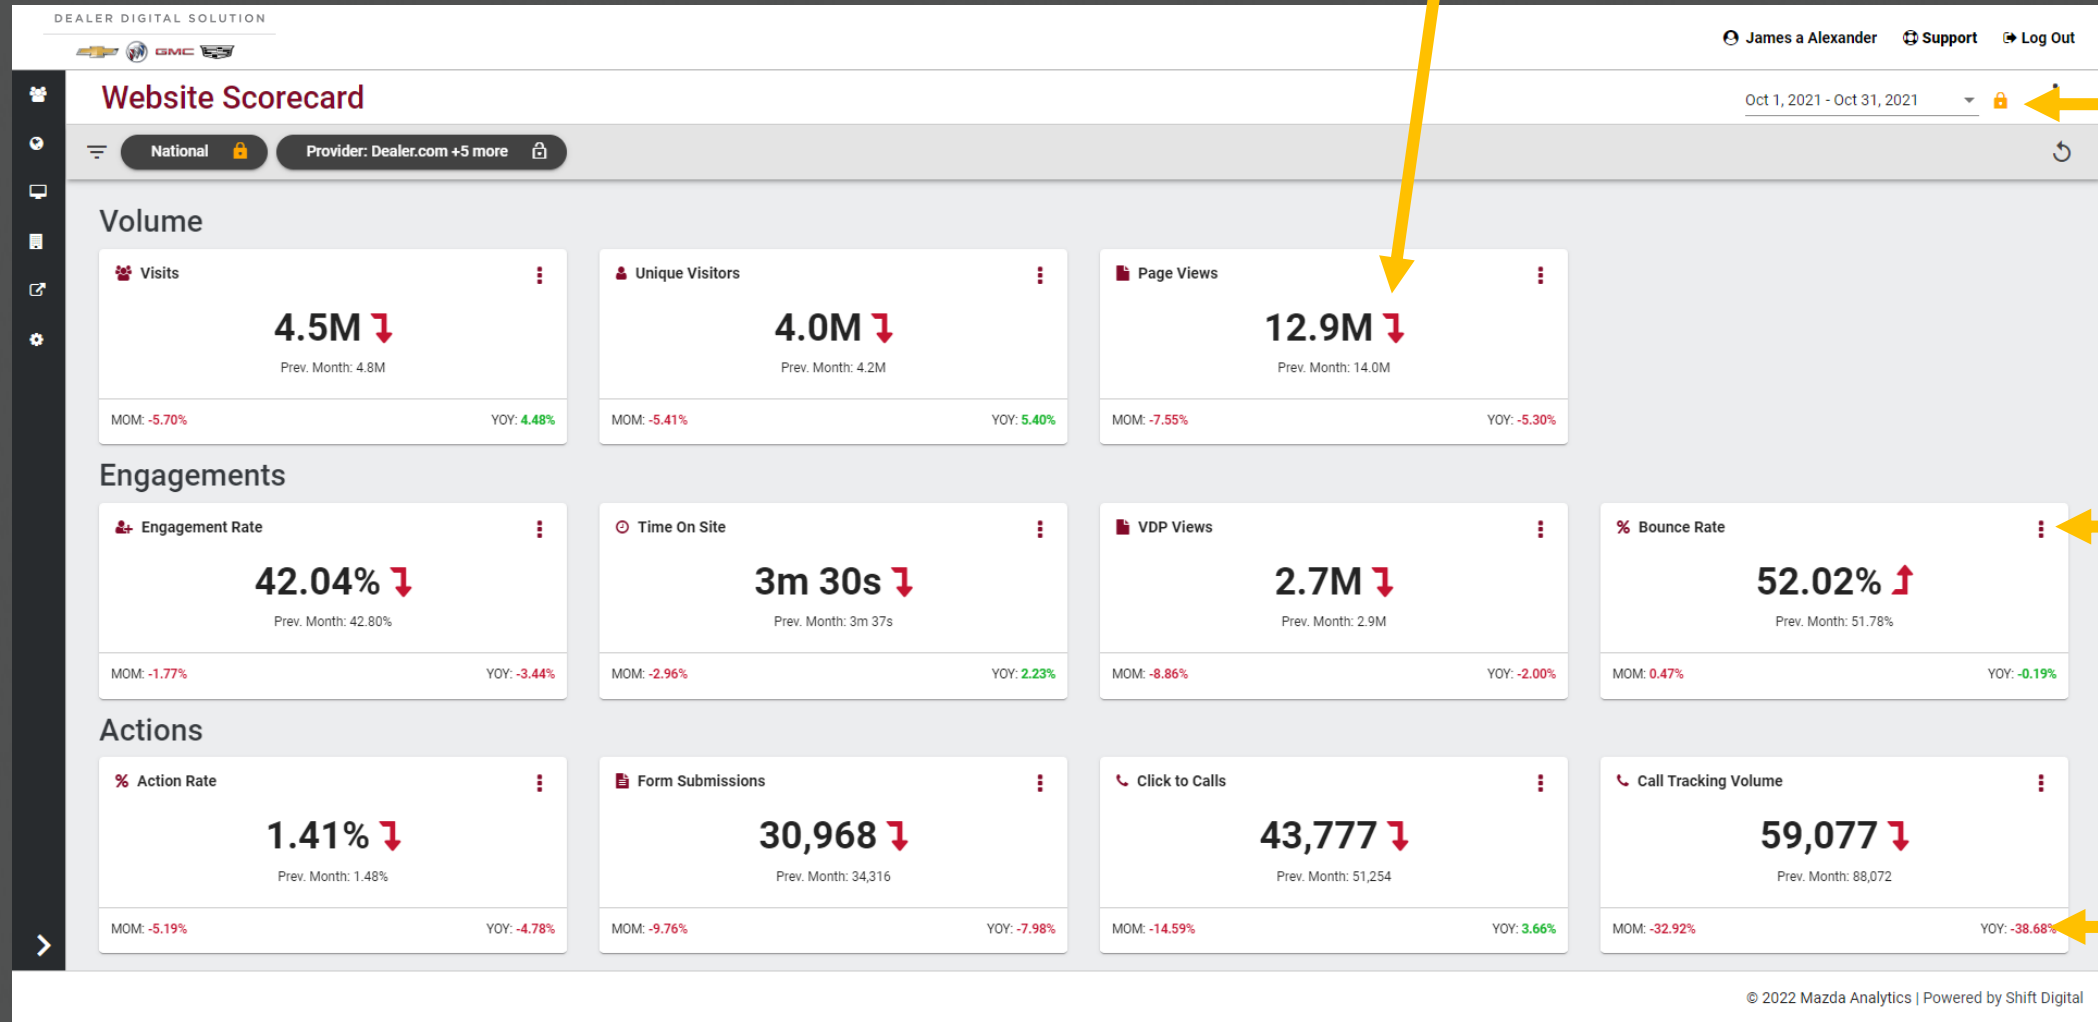 DEALER DIGITAL SOLUTION
GMC
James a Alexander Support Log Out
Website Scorecard
Oct 1, 2021 - Oct 31, 2021
National Provider: Dealer.com +5 more
Volume
Visits
4.5M
Prev. Month: 4.8M
MOM: -5.70% YOY: 4.48%
Unique Visitors
4.0M
Prev. Month: 4.2M
MOM: -5.41% YOY: 5.40%
Page Views
12.9M
Prev. Month: 14.0M
MOM: -7.55% YOY: -5.30%
Engagements
Engagement Rate
42.04%
Prev. Month: 42.80%
MOM: -1.77% YOY: -3.44%
Time On Site
3m 30s
Prev. Month: 3m 37s
MOM: -2.96% YOY: 2.23%
VDP Views
2.7M
Prev. Month: 2.9M
MOM: -8.86% YOY: -2.00%
% Bounce Rate
52.02%
Prev. Month: 51.78%
MOM: 0.47% YOY: -0.19%
Actions
% Action Rate
1.41%
Prev. Month: 1.48%
MOM: -5.19% YOY: -4.78%
Form Submissions
30,968
Prev. Month: 34,316
MOM: -9.76% YOY: -7.98%
Click to Calls
43,777
Prev. Month: 51,254
MOM: -14.59% YOY: 3.66%
Call Tracking Volume
59,077
Prev. Month: 88,072
MOM: -32.92% YOY: -38.68%
© 2022 Mazda Analytics | Powered by Shift Digital